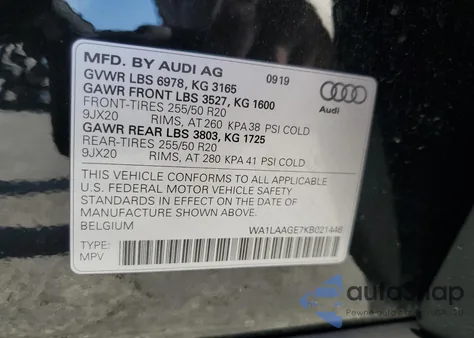 MFD. BY AUDI AG 0919
GVWR LBS 6978, KG 3165
GAWR FRONT LBS 3527, KG 1600
FRONT-TIRES 255/50 R20
9JX20 RIMS, AT 260 KPA 38 PSI COLD
GAWR REAR LBS 3803, KG 1725
REAR-TIRES 255/50 R20
9JX20 RIMS, AT 280 KPA 41 PSI COLD
Audi
THIS VEHICLE CONFORMS TO ALL APPLICABLE
U.S. FEDERAL MOTOR VEHICLE SAFETY
STANDARDS IN EFFECT ON THE DATE OF
MANUFACTURE SHOWN ABOVE.
BELGIUM WA1LAAGE7KB021448
TYPE:
MPV
autosnap